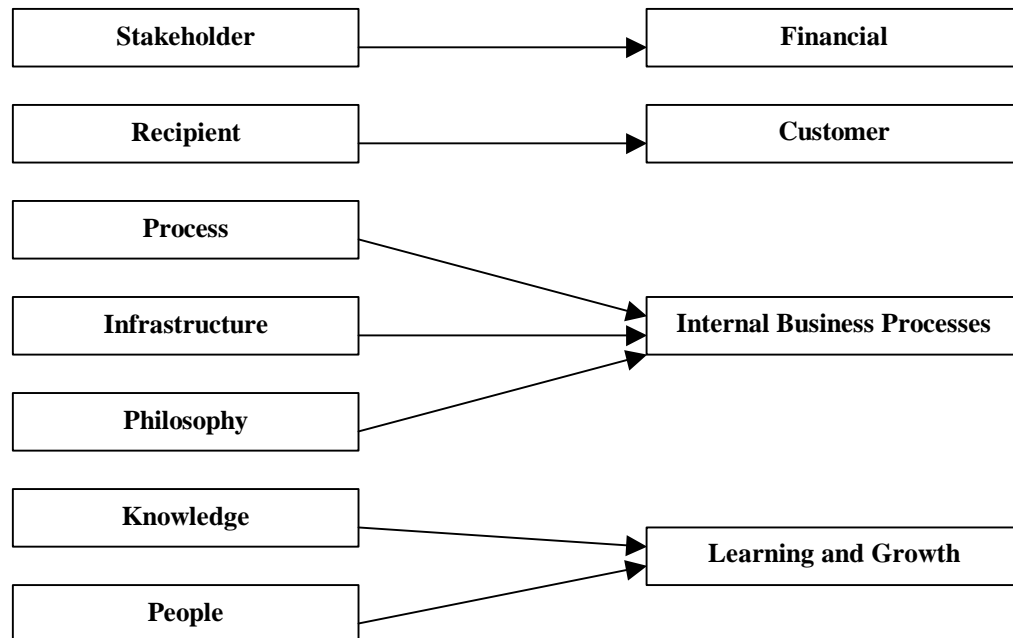 Stakeholder
Financial
Recipient
Customer
Process
Infrastructure
Internal Business Processes
Philosophy
Knowledge
Learning and Growth
People